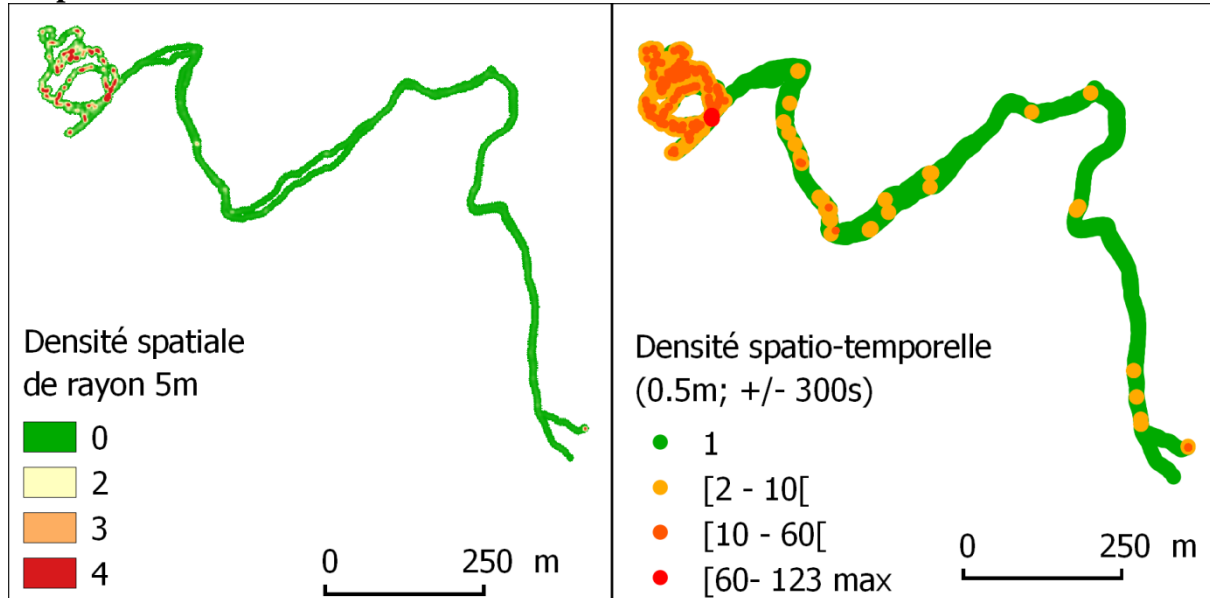 Densité spatiale
de rayon 5m
0
2
3
4
0 250 m
Densité spatio-temporelle
(0.5m; +/- 300s)
1
[2 - 10[
[10 - 60[
[60- 123 max
0 250 m